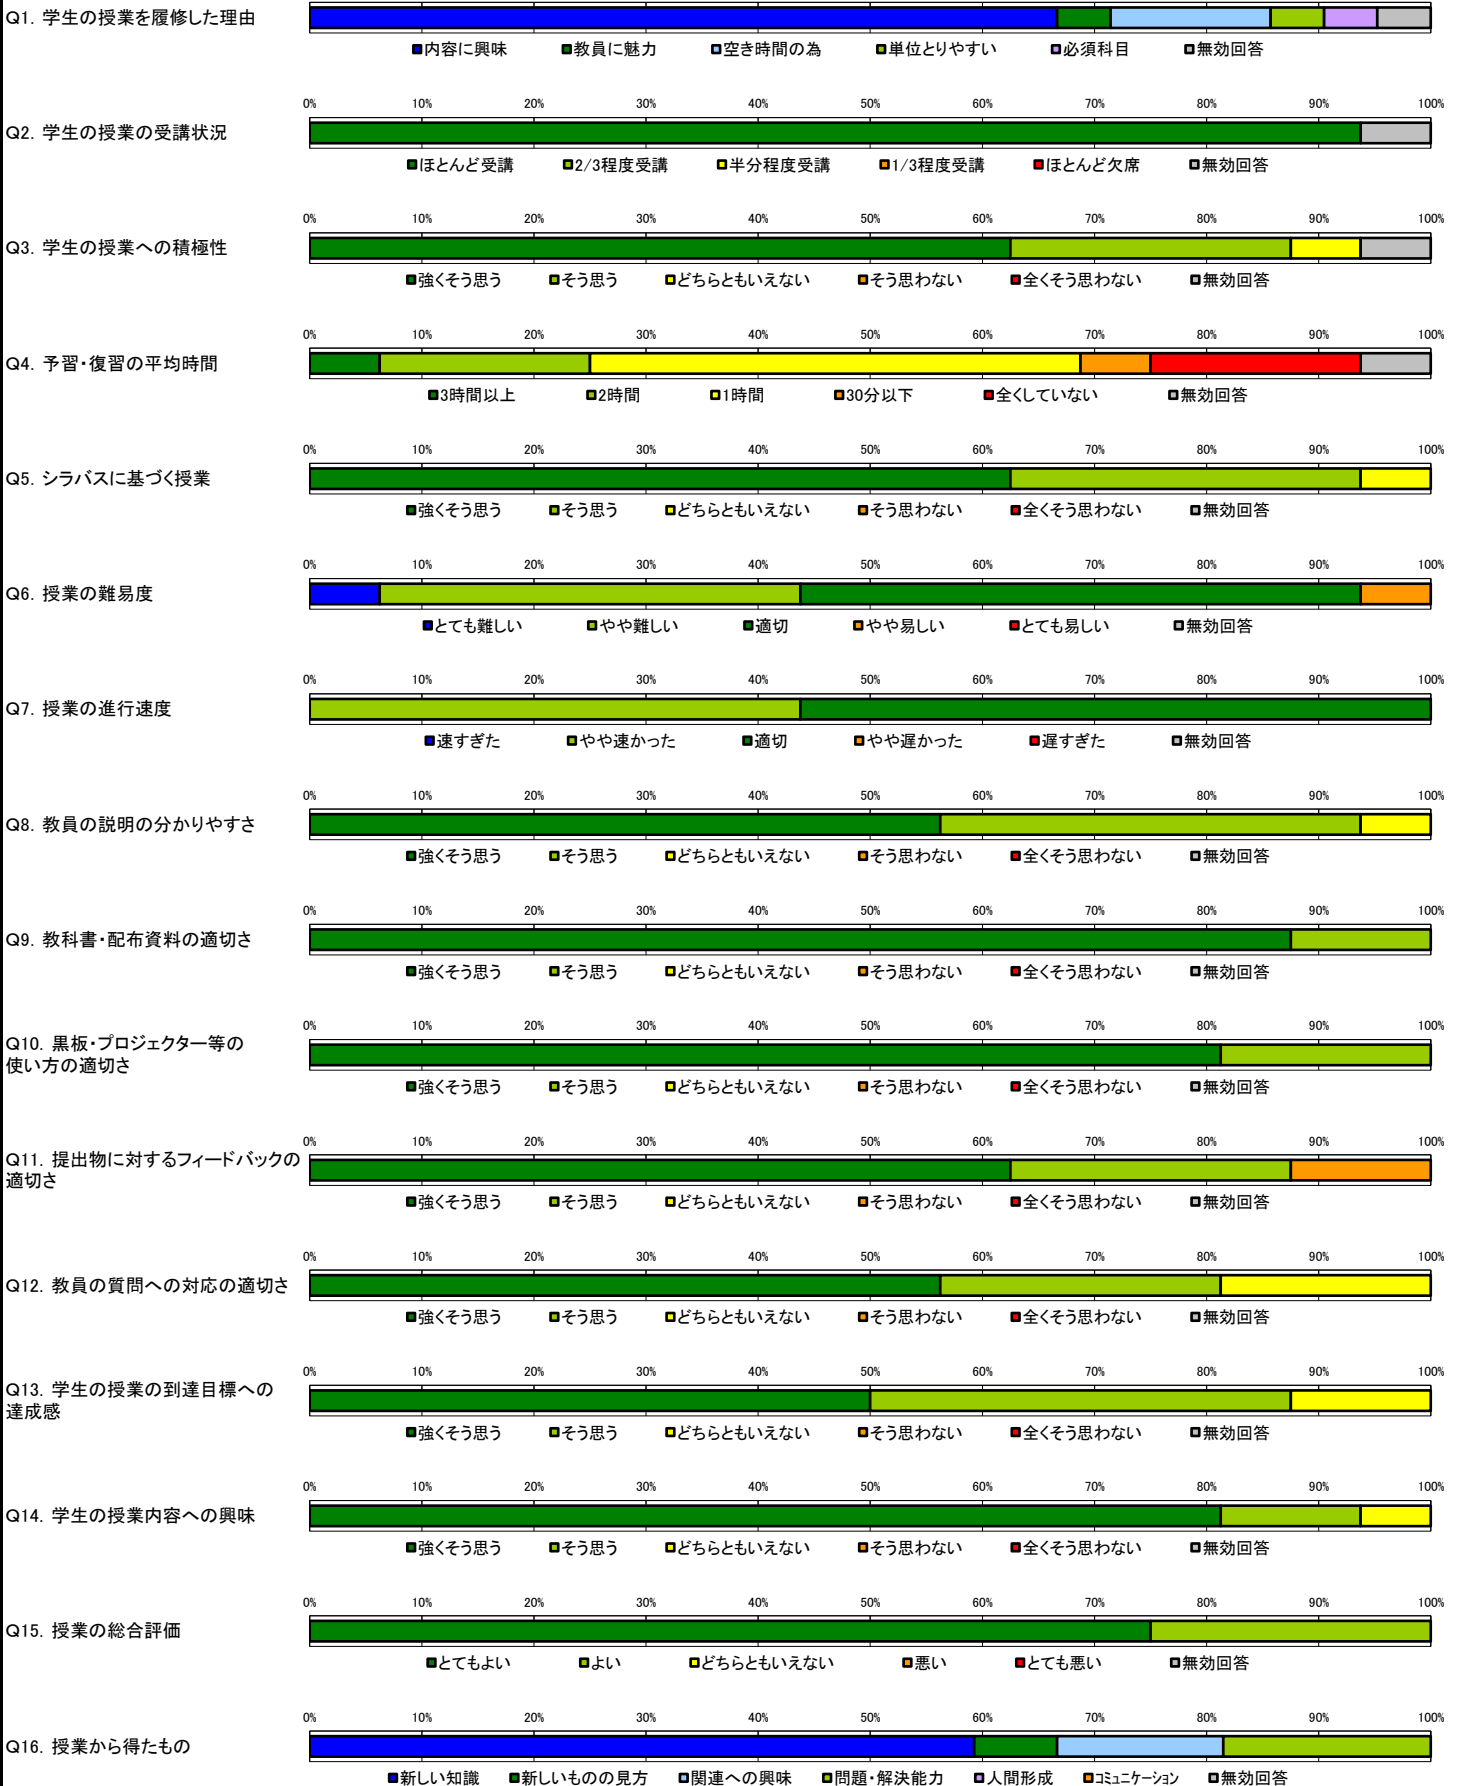 Q1. 学生の授業を履修した理由
内容に興味 教員に魅力 空き時間の為 単位とりやすい 必須科目 無効回答
0% 10% 20% 30% 40% 50% 60% 70% 80% 90% 100%
Q2. 学生の授業の受講状況
ほとんど受講 2/3程度受講 半分程度受講 1/3程度受講 ほとんど欠席 無効回答
0% 10% 20% 30% 40% 50% 60% 70% 80% 90% 100%
Q3. 学生の授業への積極性
強くそう思う そう思う どちらともいえない そう思わない 全くそう思わない 無効回答
0% 10% 20% 30% 40% 50% 60% 70% 80% 90% 100%
Q4. 予習・復習の平均時間
3時間以上 2時間 1時間 30分以下 全くしていない 無効回答
0% 10% 20% 30% 40% 50% 60% 70% 80% 90% 100%
Q5. シラバスに基づく授業
強くそう思う そう思う どちらともいえない そう思わない 全くそう思わない 無効回答
0% 10% 20% 30% 40% 50% 60% 70% 80% 90% 100%
Q6. 授業の難易度
とても難しい やや難しい 適切 やや易しい とても易しい 無効回答
0% 10% 20% 30% 40% 50% 60% 70% 80% 90% 100%
Q7. 授業の進行速度
速すぎた やや速かった 適切 やや遅かった 遅すぎた 無効回答
0% 10% 20% 30% 40% 50% 60% 70% 80% 90% 100%
Q8. 教員の説明の分かりやすさ
強くそう思う そう思う どちらともいえない そう思わない 全くそう思わない 無効回答
0% 10% 20% 30% 40% 50% 60% 70% 80% 90% 100%
Q9. 教科書・配布資料の適切さ
強くそう思う そう思う どちらともいえない そう思わない 全くそう思わない 無効回答
0% 10% 20% 30% 40% 50% 60% 70% 80% 90% 100%
Q10. 黒板・プロジェクター等の
使い方の適切さ
強くそう思う そう思う どちらともいえない そう思わない 全くそう思わない 無効回答
0% 10% 20% 30% 40% 50% 60% 70% 80% 90% 100%
Q11. 提出物に対するフィードバックの
適切さ
強くそう思う そう思う どちらともいえない そう思わない 全くそう思わない 無効回答
0% 10% 20% 30% 40% 50% 60% 70% 80% 90% 100%
Q12. 教員の質問への対応の適切さ
強くそう思う そう思う どちらともいえない そう思わない 全くそう思わない 無効回答
0% 10% 20% 30% 40% 50% 60% 70% 80% 90% 100%
Q13. 学生の授業の到達目標への
達成感
強くそう思う そう思う どちらともいえない そう思わない 全くそう思わない 無効回答
0% 10% 20% 30% 40% 50% 60% 70% 80% 90% 100%
Q14. 学生の授業内容への興味
強くそう思う そう思う どちらともいえない そう思わない 全くそう思わない 無効回答
0% 10% 20% 30% 40% 50% 60% 70% 80% 90% 100%
Q15. 授業の総合評価
とてもよい よい どちらともいえない 悪い とても悪い 無効回答
0% 10% 20% 30% 40% 50% 60% 70% 80% 90% 100%
Q16. 授業から得たもの
新しい知識 新しいものの見方 関連への興味 問題・解決能力 人間形成 コミュニケーション 無効回答